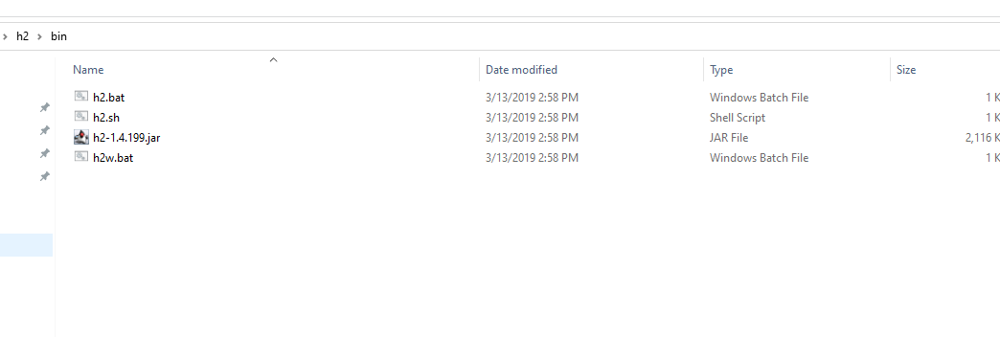 h2 bin
Name Date modified Type Size
h2.bat 3/13/2019 2:58 PM Windows Batch File 1 K
h2.sh 3/13/2019 2:58 PM Shell Script 1 K
h2-1.4.199.jar 3/13/2019 2:58 PM JAR File 2,116 K
h2w.bat 3/13/2019 2:58 PM Windows Batch File 1 K